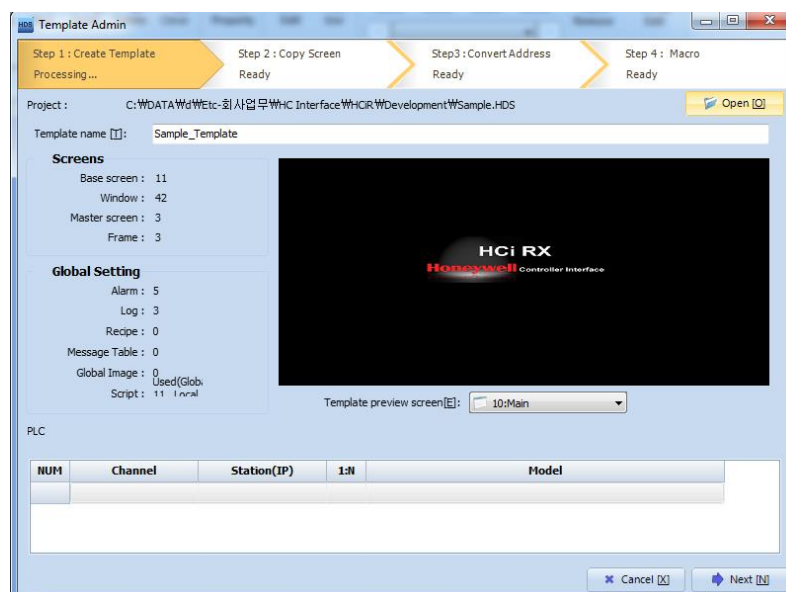 HDS Template Admin
Step 1 : Create Template
Processing ...
Step 2 : Copy Screen
Ready
Step3 : Convert Address
Ready
Step 4 : Macro
Ready
Project : C:₩DATA₩d₩Etc-회사업무₩HC Interface₩HCiR₩Development₩Sample.HDS
Open [O]
Template name [T]: Sample_Template
Screens
Base screen : 11
Window : 42
Master screen : 3
Frame : 3
Global Setting
Alarm : 5
Log : 3
Recipe : 0
Message Table : 0
Global Image : 0
Used(Globa
Script : 11 Local
HCi RX
Honeywell Controller Interface
Template preview screen[E]: 10:Main
PLC
NUM Channel Station(IP) 1:N Model
Cancel [X] Next [N]